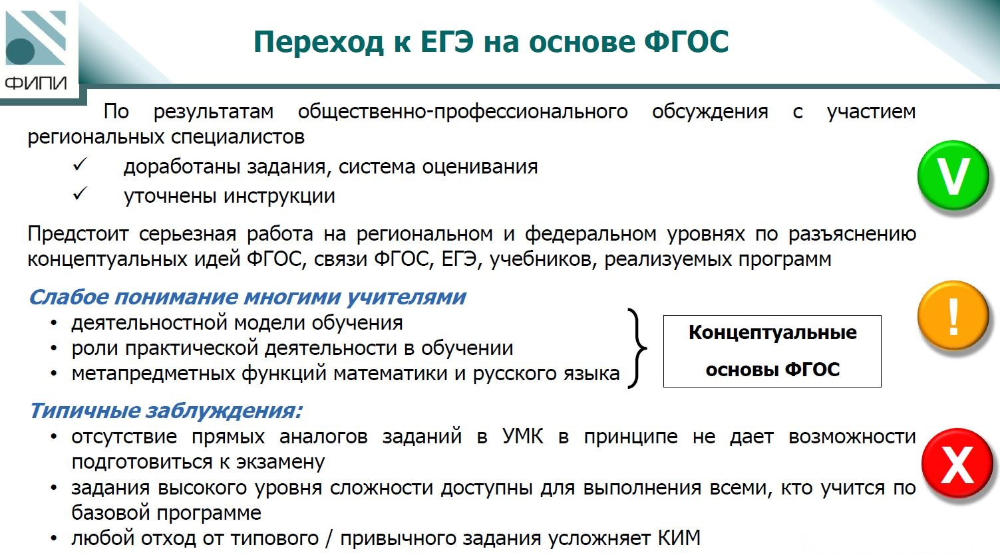 ФИПИ
Переход к ЕГЭ на основе ФГОС
По результатам общественно-профессионального обсуждения с участием
региональных специалистов
✓ доработаны задания, система оценивания
✓ уточнены инструкции
V
Предстоит серьезная работа на региональном и федеральном уровнях по разъяснению
концептуальных идей ФГОС, связи ФГОС, ЕГЭ, учебников, реализуемых программ
Слабое понимание многими учителями
• деятельностной модели обучения
• роли практической деятельности в обучении
• метапредметных функций математики и русского языка
Концептуальные
основы ФГОС
!
Типичные заблуждения:
• отсутствие прямых аналогов заданий в УМК в принципе не дает возможности
подготовиться к экзамену
• задания высокого уровня сложности доступны для выполнения всеми, кто учится по
базовой программе
• любой отход от типового / привычного задания усложняет КИМ
X